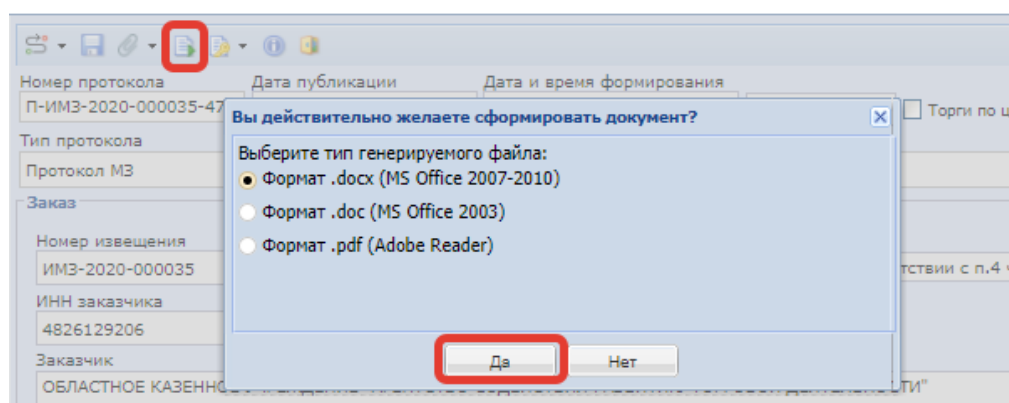 Номер протокола Дата публикации Дата и время формирования
П-ИМЗ-2020-000035-47 Торги по ц
Вы действительно желаете сформировать документ?
Тип протокола
Выберите тип генерируемого файла:
Протокол МЗ
Формат .docx (MS Office 2007-2010)
Заказ
Формат .doc (MS Office 2003)
Номер извещения
Формат .pdf (Adobe Reader)
ИМЗ-2020-000035 тствии с п.4
ИНН заказчика
4826129206
Да Нет
Заказчик
ОБЛАСТНОЕ КАЗЕННО